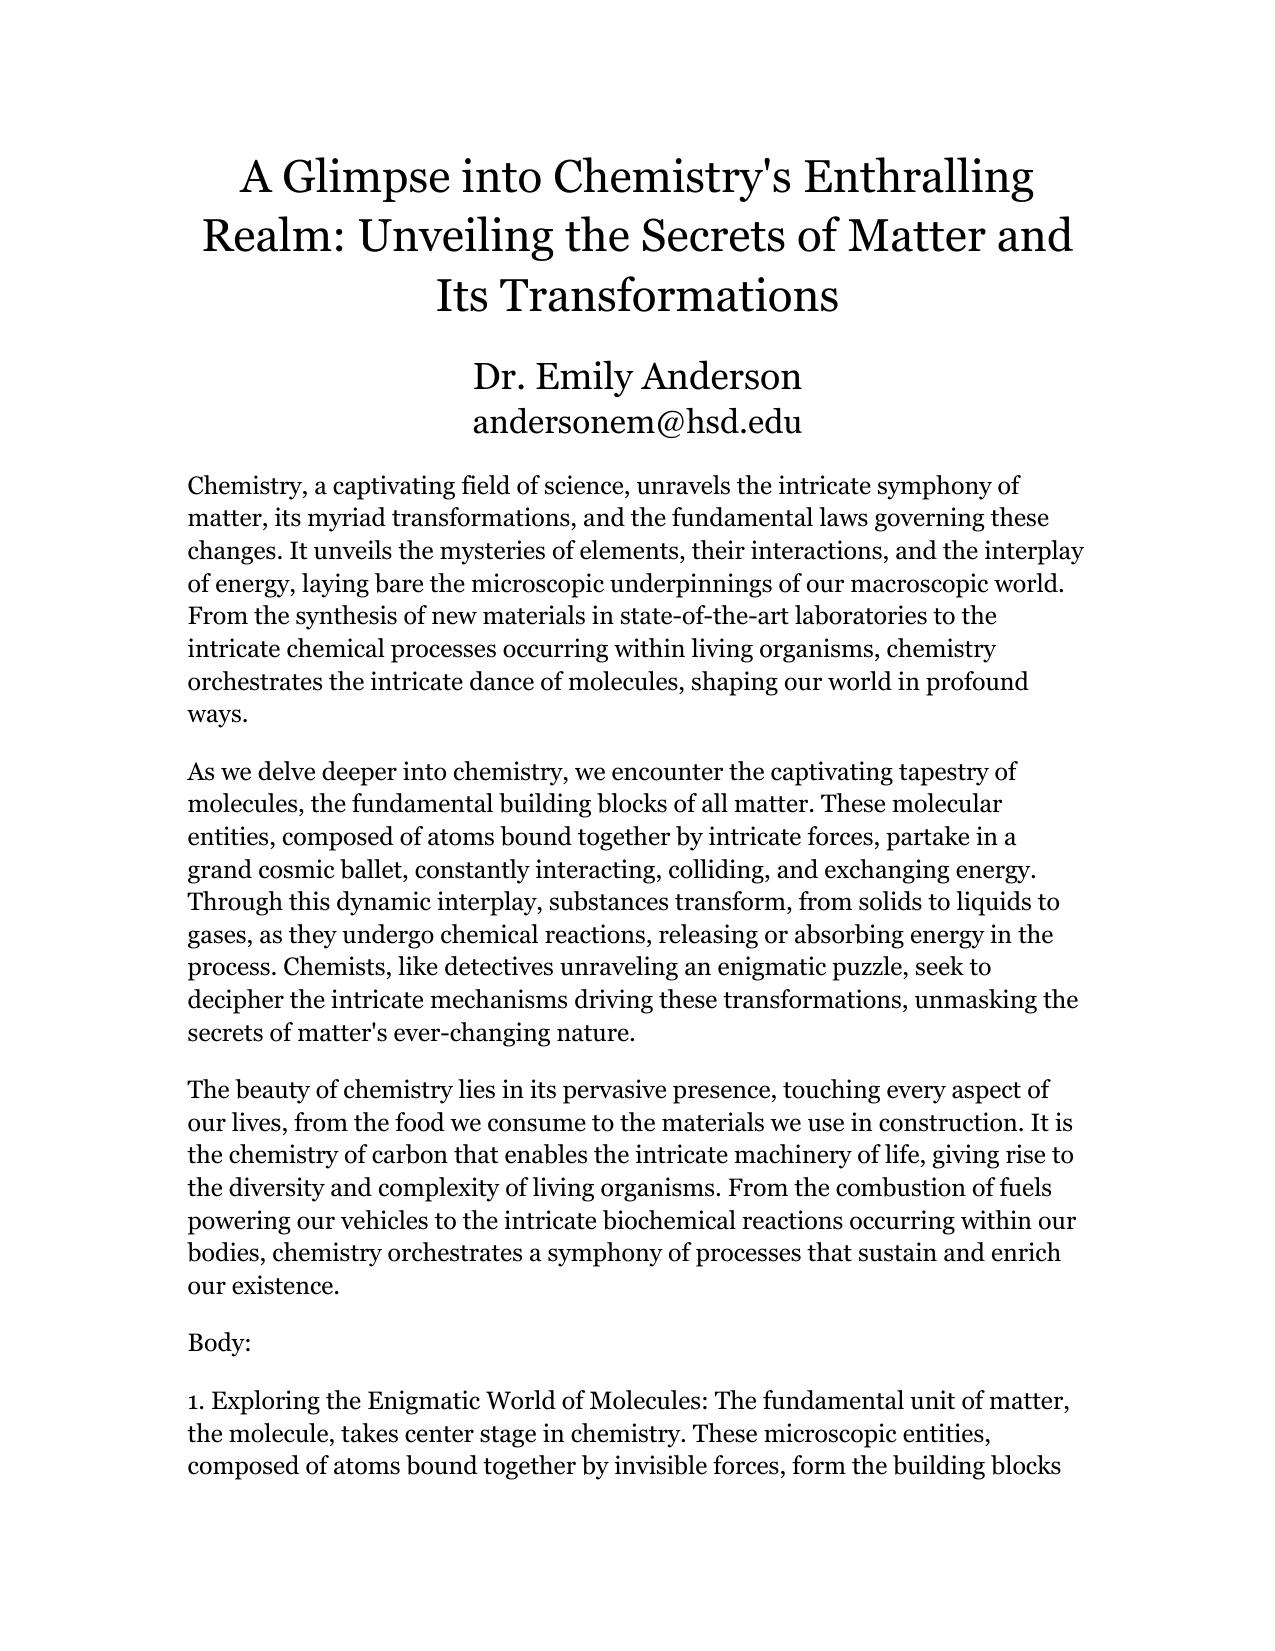 A Glimpse into Chemistry's Enthralling
Realm: Unveiling the Secrets of Matter and
Its Transformations
Dr. Emily Anderson
andersonem@hsd.edu
Chemistry, a captivating field of science, unravels the intricate symphony of
matter, its myriad transformations, and the fundamental laws governing these
changes. It unveils the mysteries of elements, their interactions, and the interplay
of energy, laying bare the microscopic underpinnings of our macroscopic world.
From the synthesis of new materials in state-of-the-art laboratories to the
intricate chemical processes occurring within living organisms, chemistry
orchestrates the intricate dance of molecules, shaping our world in profound
ways.
As we delve deeper into chemistry, we encounter the captivating tapestry of
molecules, the fundamental building blocks of all matter. These molecular
entities, composed of atoms bound together by intricate forces, partake in a
grand cosmic ballet, constantly interacting, colliding, and exchanging energy.
Through this dynamic interplay, substances transform, from solids to liquids to
gases, as they undergo chemical reactions, releasing or absorbing energy in the
process. Chemists, like detectives unraveling an enigmatic puzzle, seek to
decipher the intricate mechanisms driving these transformations, unmasking the
secrets of matter's ever-changing nature.
The beauty of chemistry lies in its pervasive presence, touching every aspect of
our lives, from the food we consume to the materials we use in construction. It is
the chemistry of carbon that enables the intricate machinery of life, giving rise to
the diversity and complexity of living organisms. From the combustion of fuels
powering our vehicles to the intricate biochemical reactions occurring within our
bodies, chemistry orchestrates a symphony of processes that sustain and enrich
our existence.
Body:
1. Exploring the Enigmatic World of Molecules: The fundamental unit of matter,
the molecule, takes center stage in chemistry. These microscopic entities,
composed of atoms bound together by invisible forces, form the building blocks